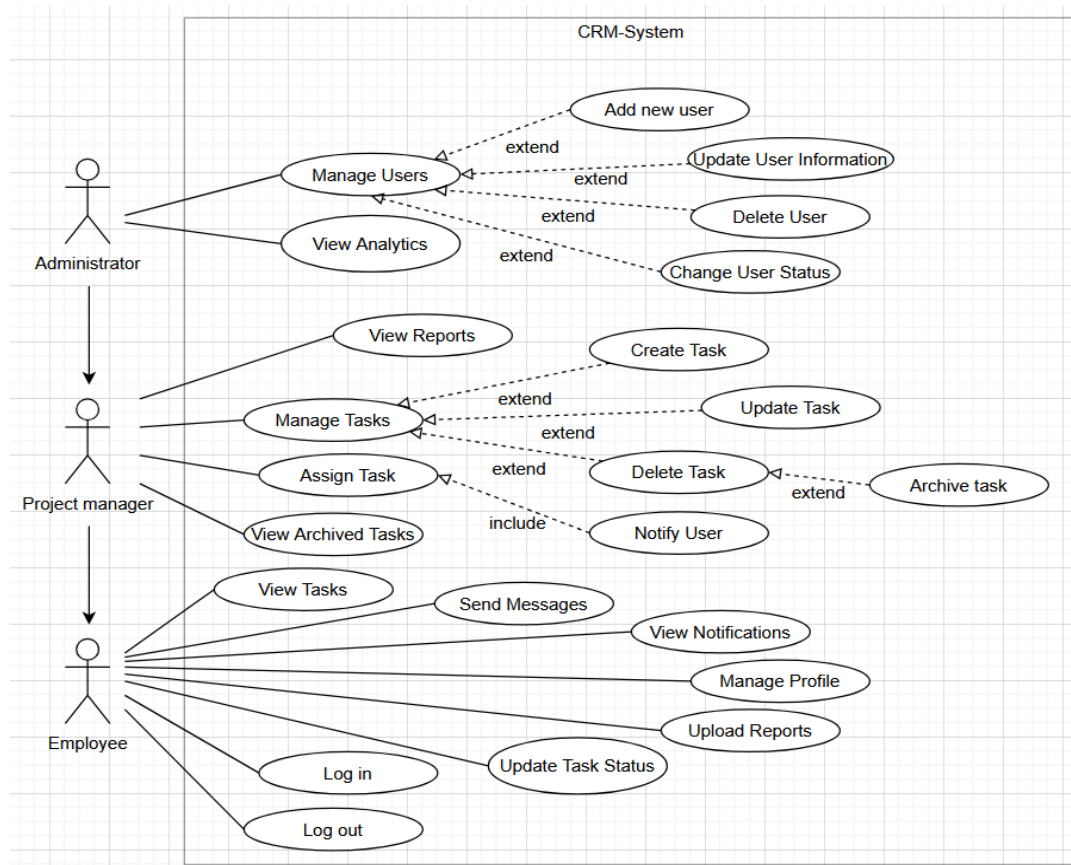 CRM-System
Add new user
extend
Update User Information
Manage Users
extend
Delete User
extend
View Analytics
extend
Administrator
Change User Status
View Reports
Create Task
extend
Update Task
Manage Tasks
extend
Assign Task
extend
Delete Task
Archive task
extend
Project manager
include
View Archived Tasks
Notify User
View Tasks
Send Messages
View Notifications
Manage Profile
Upload Reports
Employee
Update Task Status
Log in
Log out